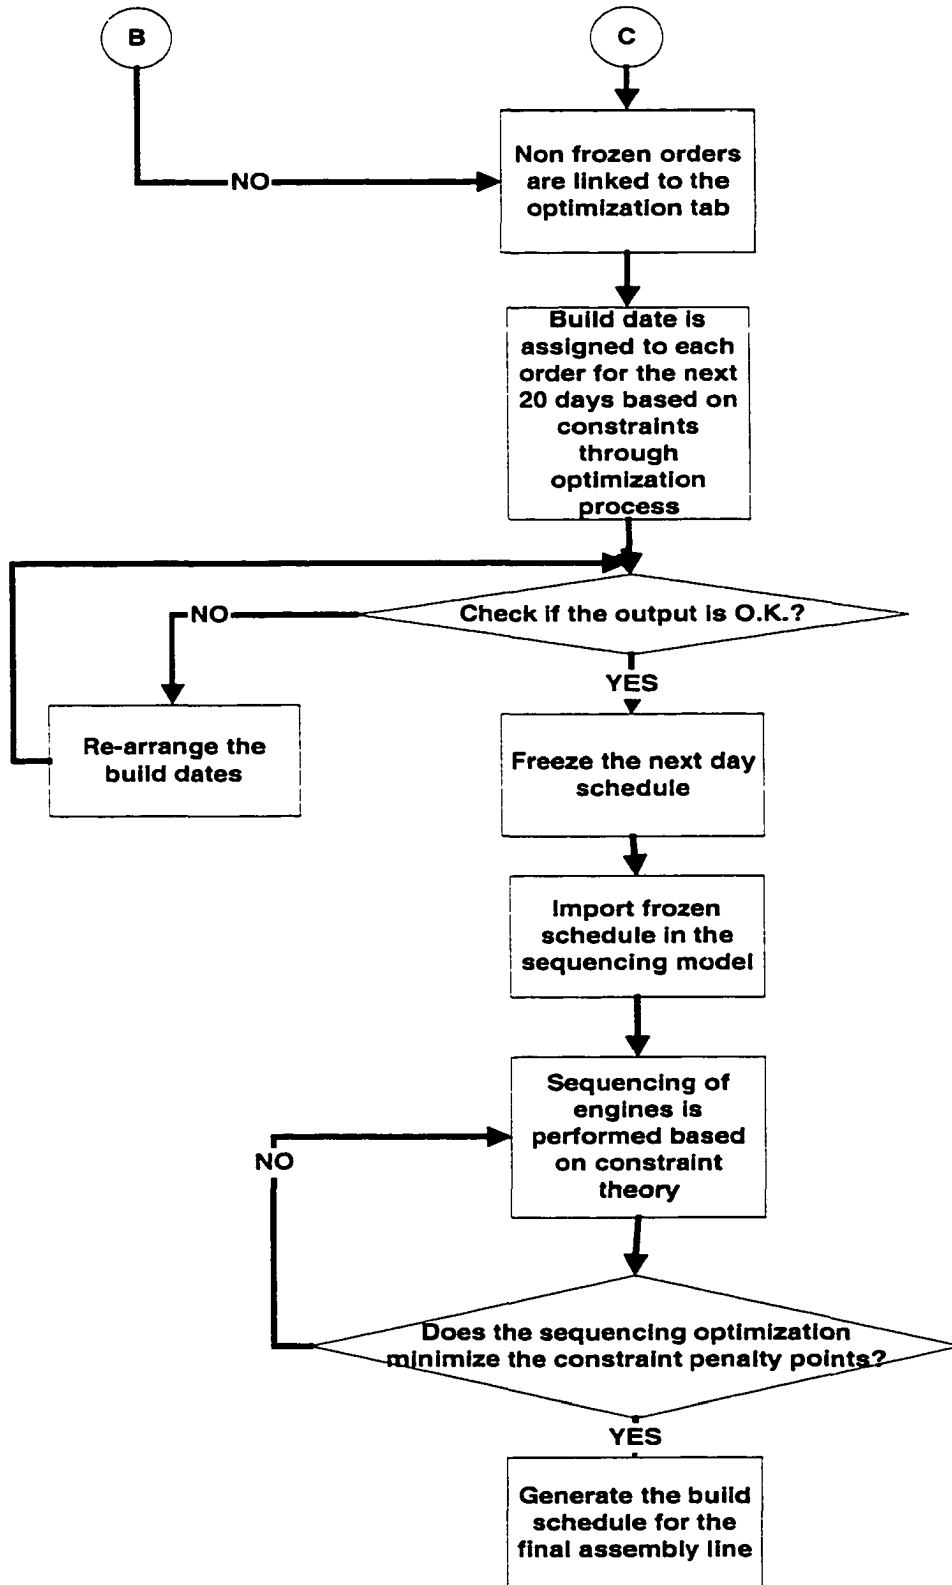 B
C
Non frozen orders
are linked to the
optimization tab
NO
Build date is
assigned to each
order for the next
20 days based on
constraints
through
optimization
process
Check if the output is O.K.?
NO
YES
Re-arrange the
build dates
Freeze the next day
schedule
Import frozen
schedule in the
sequencing model
Sequencing of
engines is
performed based
on constraint
theory
NO
Does the sequencing optimization
minimize the constraint penalty points?
YES
Generate the build
schedule for the
final assembly line